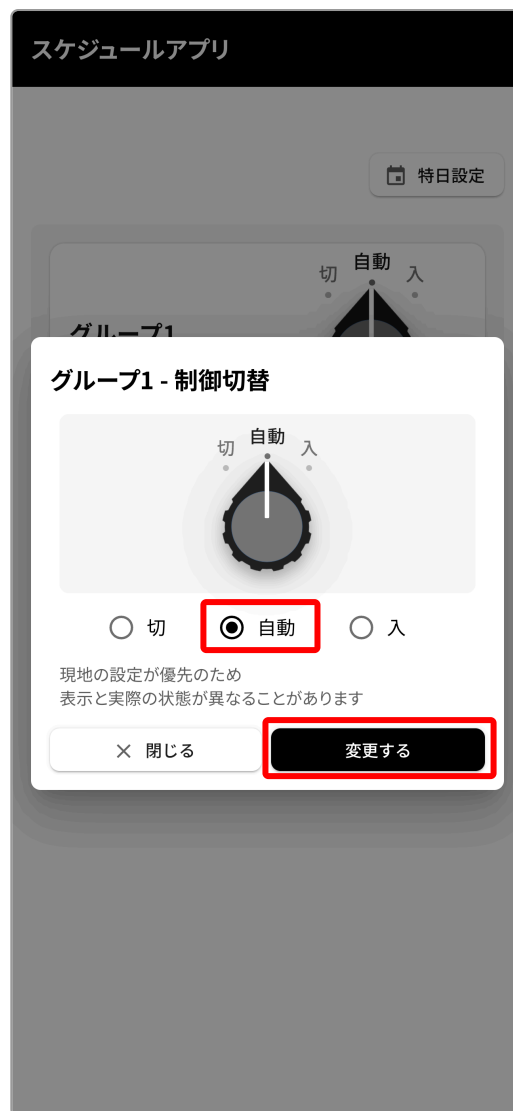 スケジュールアプリ
特日設定
切 自動 入
グループ1
グループ1 - 制御切替
切 自動 入
切 自動 入
現地の設定が優先のため
表示と実際の状態が異なることがあります
閉じる 変更する